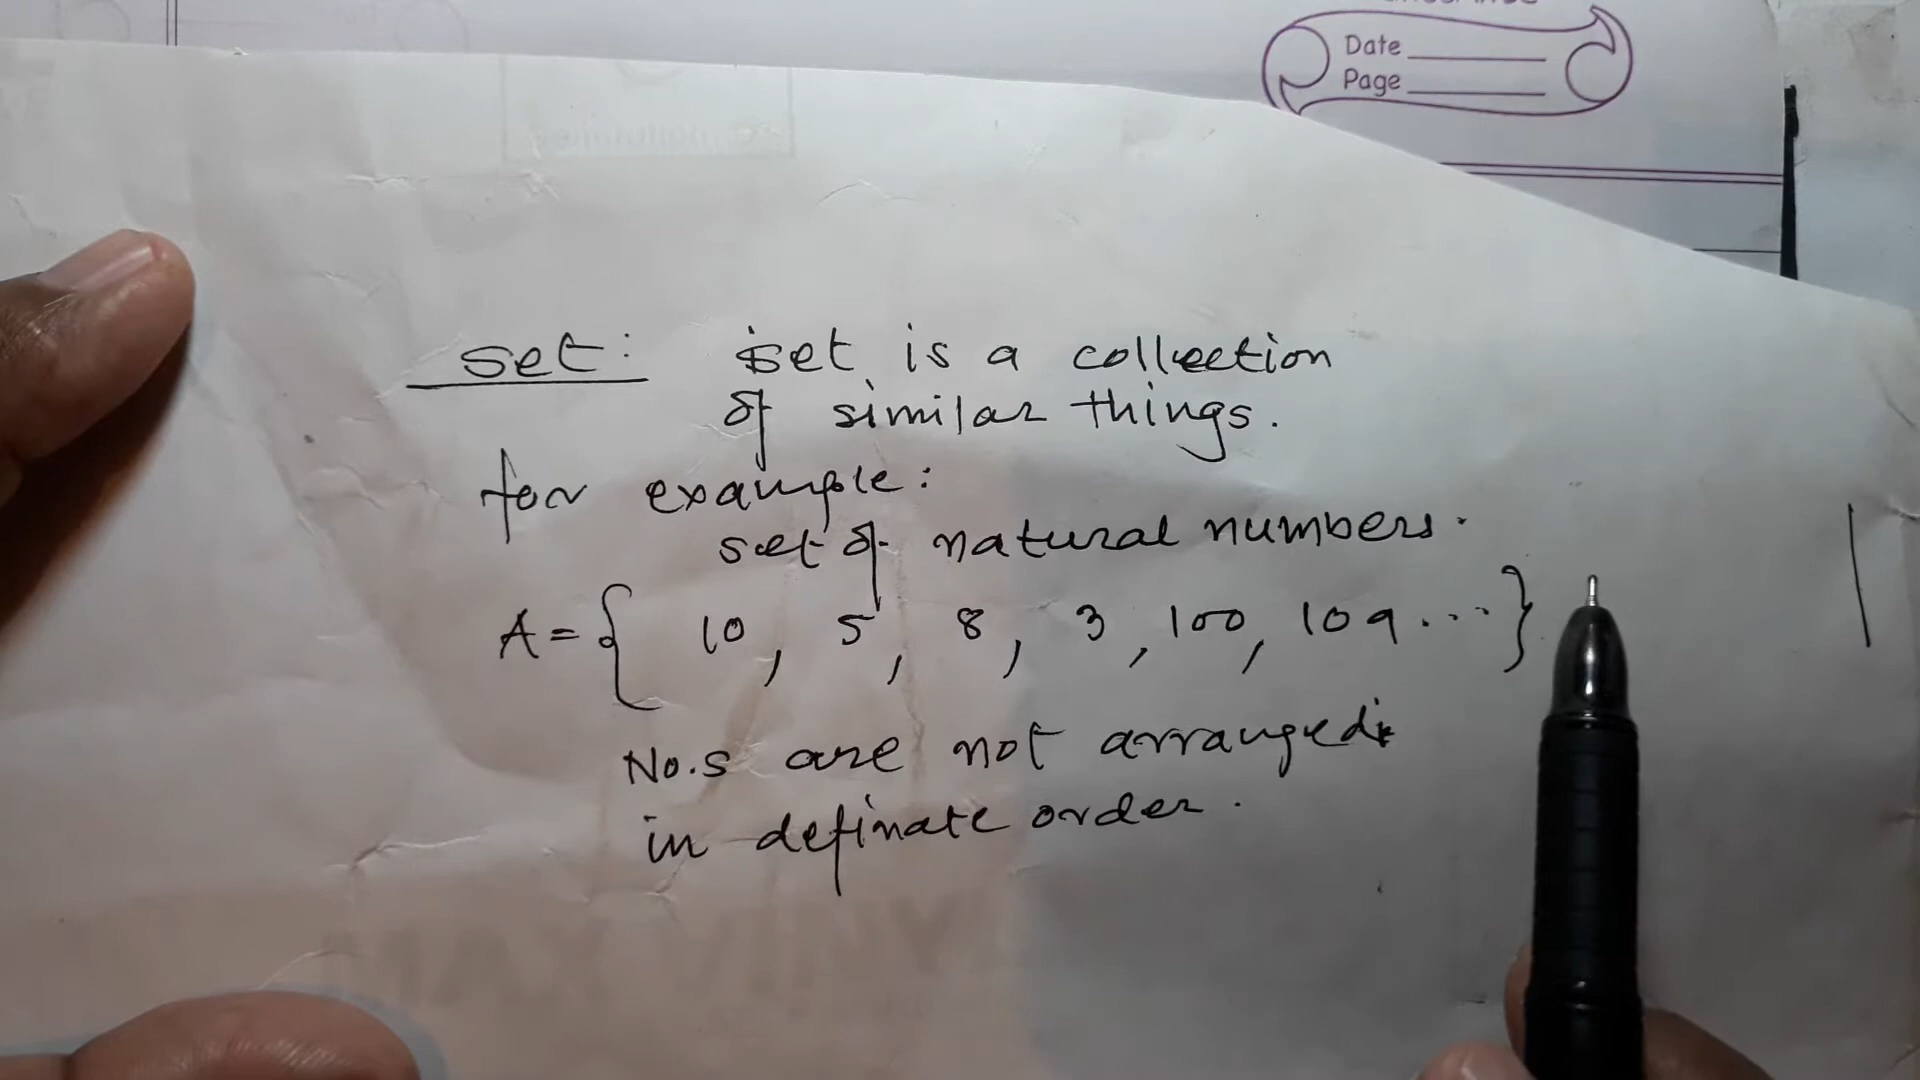 Date
Page
set: set is a collection
of similar things.
for example:
set of natural numbers.
A = { 10, 5, 8, 3, 100, 109 ... }
No.s are not arranged
in definate order.